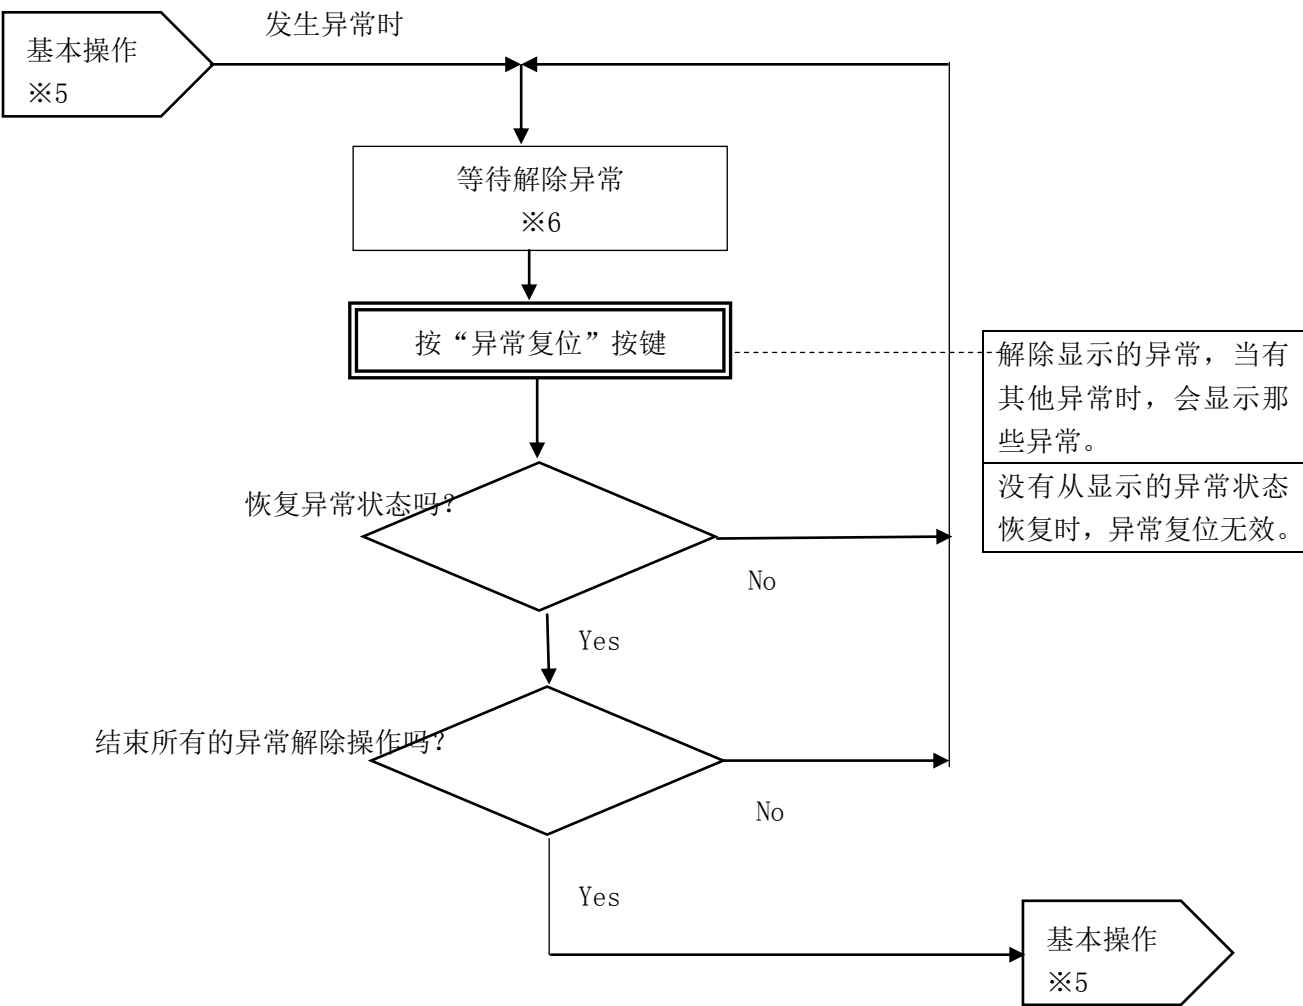 发生异常时
基本操作
※5
等待解除异常
※6
按“异常复位”按键
解除显示的异常，当有
其他异常时，会显示那
些异常。
没有从显示的异常状态
恢复时，异常复位无效。
恢复异常状态吗?
No
Yes
结束所有的异常解除操作吗?
No
Yes
基本操作
※5